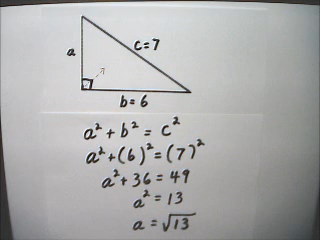 a
c = 7
b = 6
a² + b² = c²
a² + (6)² = (7)²
a² + 36 = 49
a² = 13
a = √13